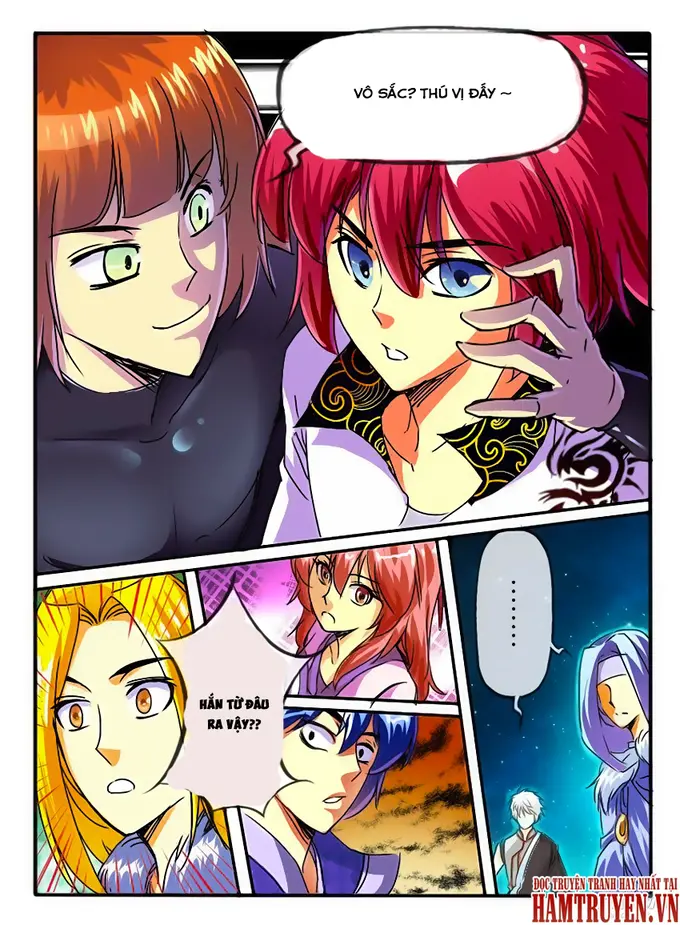 VÔ SẮC? THÚ VỊ ĐẤY ~
......
HẮN TỪ ĐÂU
RA VẬY??
ĐỌC TRUYỆN TRANH HAY NHẤT TẠI
HAMTRUYEN.VN